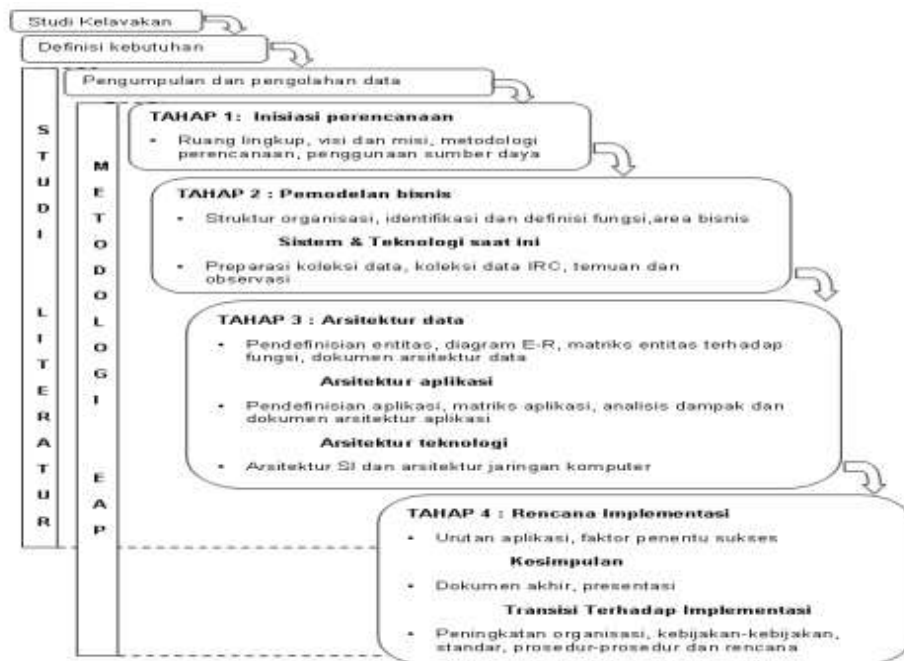 Studi Kelavakan
Definisi kebutuhan
Pengumpulan dan pengolahan data
STUDI LITERATUR
METODOLOGI EAP
TAHAP 1: Inisiasi perencanaan
• Ruang lingkup, visi dan misi, metodologi
perencanaan, penggunaan sumber daya
TAHAP 2 : Pemodelan bisnis
• Struktur organisasi, identifikasi dan definisi fungsi,area bisnis
Sistem & Teknologi saat ini
• Preparasi koleksi data, koleksi data IRC, temuan dan
observasi
TAHAP 3 : Arsitektur data
• Pendefinisian entitas, diagram E-R, matriks entitas terhadap
fungsi, dokumen arsitektur data
Arsitektur aplikasi
• Pendefinisian aplikasi, matriks aplikasi, analisis dampak dan
dokumen arsitektur aplikasi
Arsitektur teknologi
• Arsitektur SI dan arsitektur jaringan komputer
TAHAP 4 : Rencana Implementasi
• Urutan aplikasi, faktor penentu sukses
Kesimpulan
• Dokumen akhir, presentasi
Transisi Terhadap Implementasi
• Peningkatan organisasi, kebijakan-kebijakan,
standar, prosedur-prosedur dan rencana